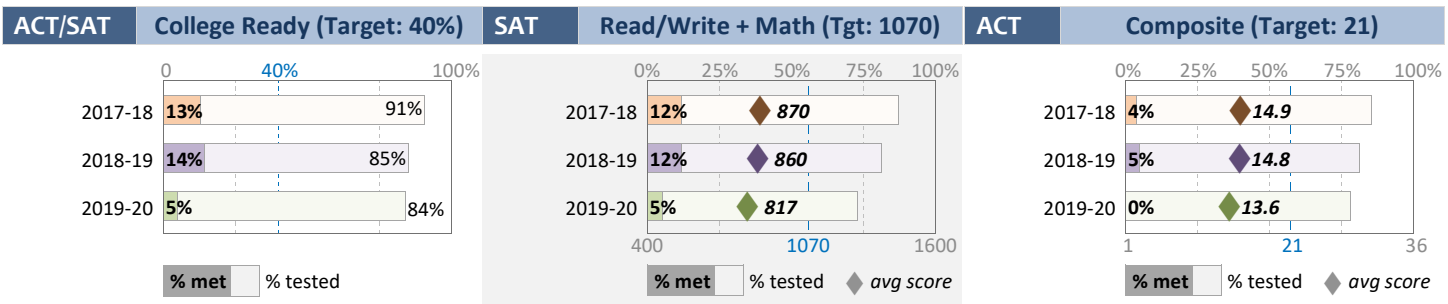 ACT/SAT College Ready (Target: 40%)
0 40% 100%
2017-18 13% 91%
2018-19 14% 85%
2019-20 5% 84%
% met % tested
SAT Read/Write + Math (Tgt: 1070)
0% 25% 50% 75% 100%
2017-18 12% 870
2018-19 12% 860
2019-20 5% 817
400 1070 1600
% met % tested avg score
ACT Composite (Target: 21)
0% 25% 50% 75% 100%
2017-18 4% 14.9
2018-19 5% 14.8
2019-20 0% 13.6
1 21 36
% met % tested avg score